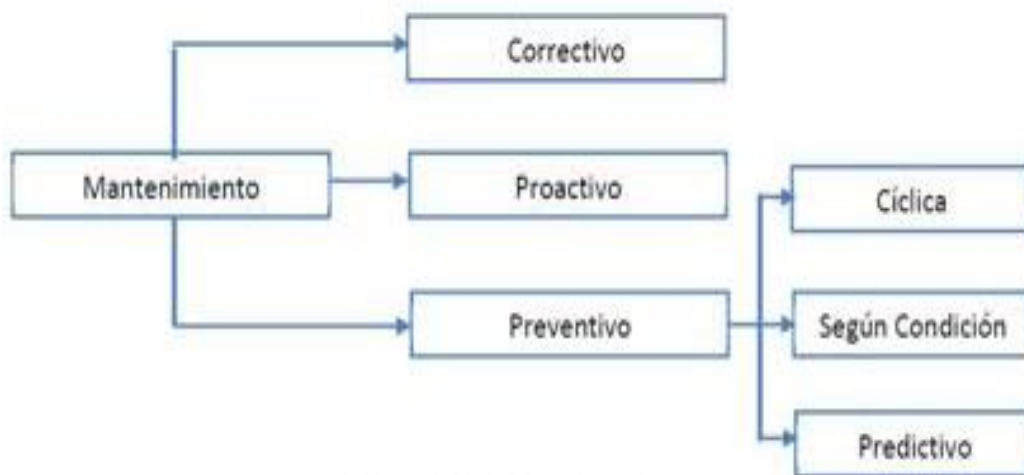 Correctivo
Mantenimiento
Proactivo
Cíclica
Preventivo
Según Condición
Predictivo